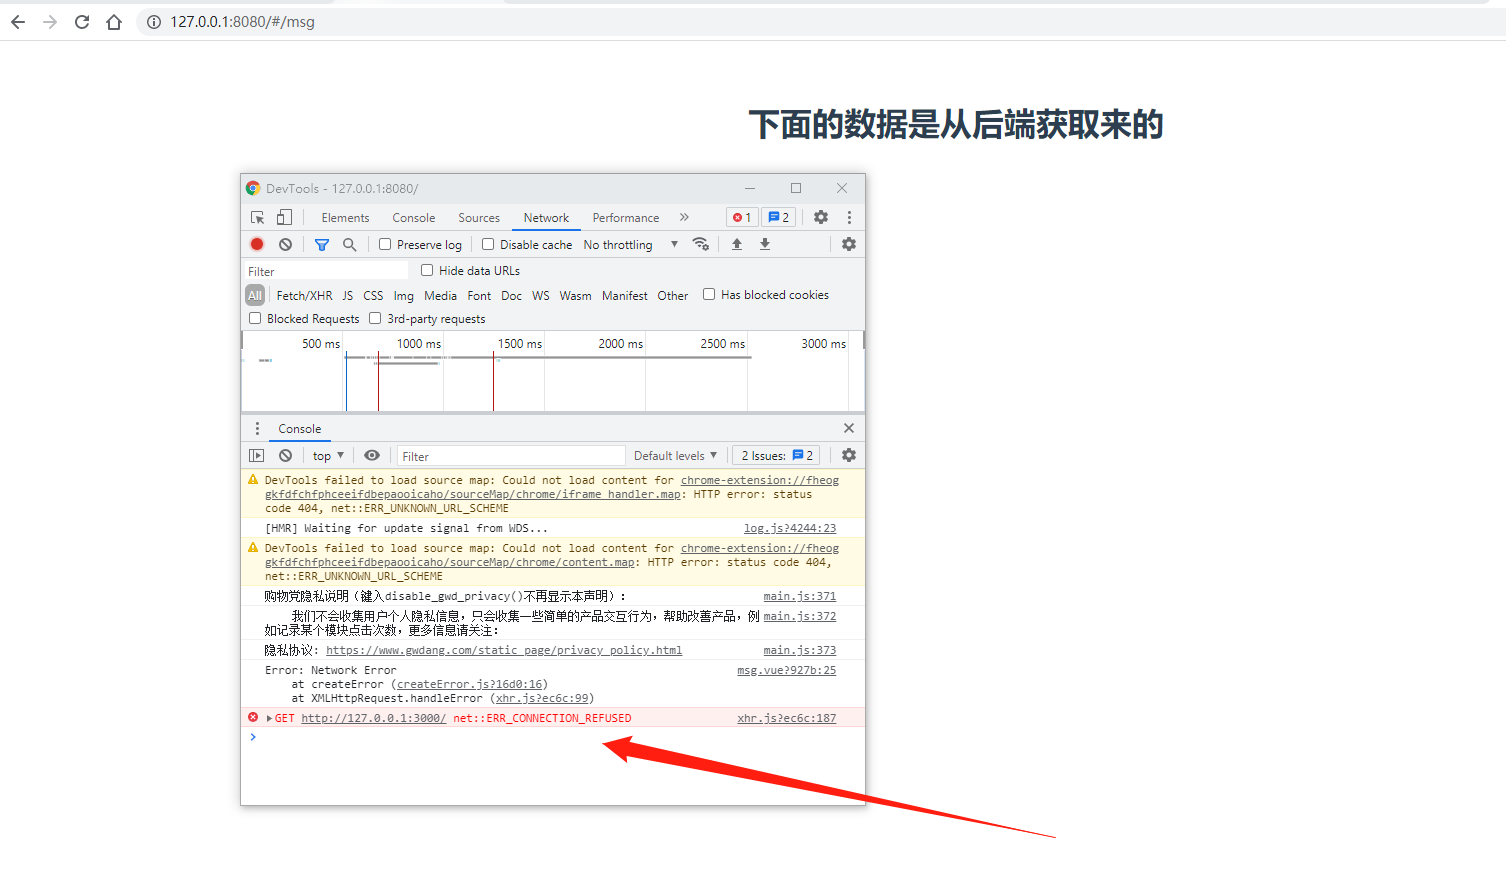 127.0.0.1:8080/#/msg
下面的数据是从后端获取来的
DevTools - 127.0.0.1:8080/
Elements Console Sources Network Performance » 1 2
Preserve log Disable cache No throttling
Filter Hide data URLs
All Fetch/XHR JS CSS Img Media Font Doc WS Wasm Manifest Other Has blocked cookies
Blocked Requests 3rd-party requests
500 ms 1000 ms 1500 ms 2000 ms 2500 ms 3000 ms
Console
top Filter Default levels 2 Issues: 2
DevTools failed to load source map: Could not load content for chrome-extension://fheog
gkfdfchfphceeifdbepaooicaho/sourceMap/chrome/iframe_handler.map: HTTP error: status
code 404, net::ERR_UNKNOWN_URL_SCHEME
[HMR] Waiting for update signal from WDS... log.js?4244:23
DevTools failed to load source map: Could not load content for chrome-extension://fheog
gkfdfchfphceeifdbepaooicaho/sourceMap/chrome/content.map: HTTP error: status code 404,
net::ERR_UNKNOWN_URL_SCHEME
购物党隐私说明（键入disable_gwd_privacy()不再显示本声明）： main.js:371
我们不会收集用户个人隐私信息，只会收集一些简单的产品交互行为，帮助改善产品，例 main.js:372
如记录某个模块点击次数，更多信息请关注：
隐私协议: https://www.gwdang.com/static_page/privacy_policy.html main.js:373
Error: Network Error msg.vue?927b:25
at createError (createError.js?16d0:16)
at XMLHttpRequest.handleError (xhr.js?ec6c:99)
GET http://127.0.0.1:3000/ net::ERR_CONNECTION_REFUSED xhr.js?ec6c:187